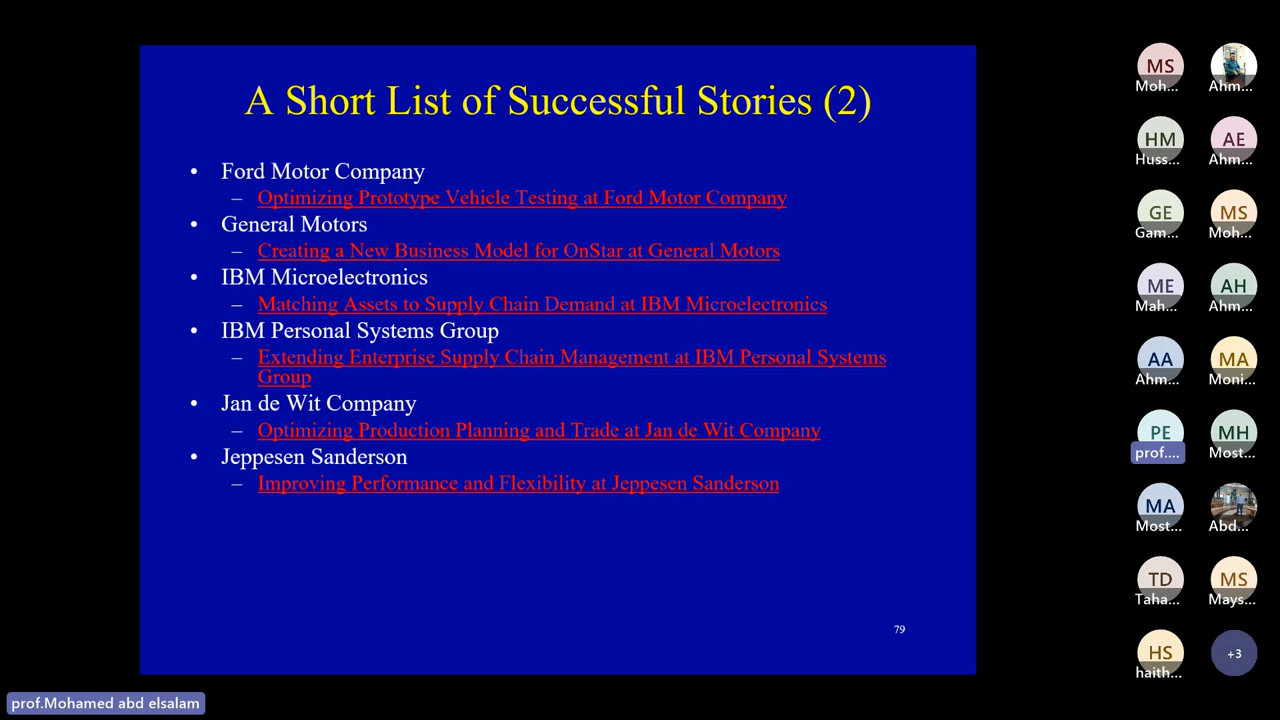 A Short List of Successful Stories (2)
• Ford Motor Company
– Optimizing Prototype Vehicle Testing at Ford Motor Company
• General Motors
– Creating a New Business Model for OnStar at General Motors
• IBM Microelectronics
– Matching Assets to Supply Chain Demand at IBM Microelectronics
• IBM Personal Systems Group
– Extending Enterprise Supply Chain Management at IBM Personal Systems
Group
• Jan de Wit Company
– Optimizing Production Planning and Trade at Jan de Wit Company
• Jeppesen Sanderson
– Improving Performance and Flexibility at Jeppesen Sanderson
79
MS
Moh...
Ahm...
HM
Huss...
AE
Ahm...
GE
Gam...
MS
Moh...
ME
Mah...
AH
Ahm...
AA
Ahm...
MA
Moni...
PE
prof....
MH
Most...
MA
Most...
Abd...
TD
Taha...
MS
Mays...
HS
haith...
+3
prof.Mohamed abd elsalam